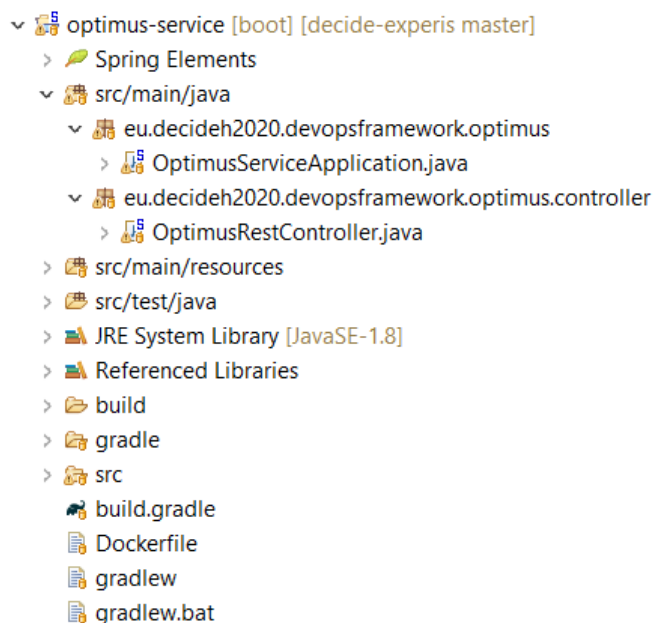 optimus-service [boot] [decide-experis master]
Spring Elements
src/main/java
eu.decideh2020.devopsframework.optimus
OptimusServiceApplication.java
eu.decideh2020.devopsframework.optimus.controller
OptimusRestController.java
src/main/resources
src/test/java
JRE System Library [JavaSE-1.8]
Referenced Libraries
build
gradle
src
build.gradle
Dockerfile
gradlew
gradlew.bat